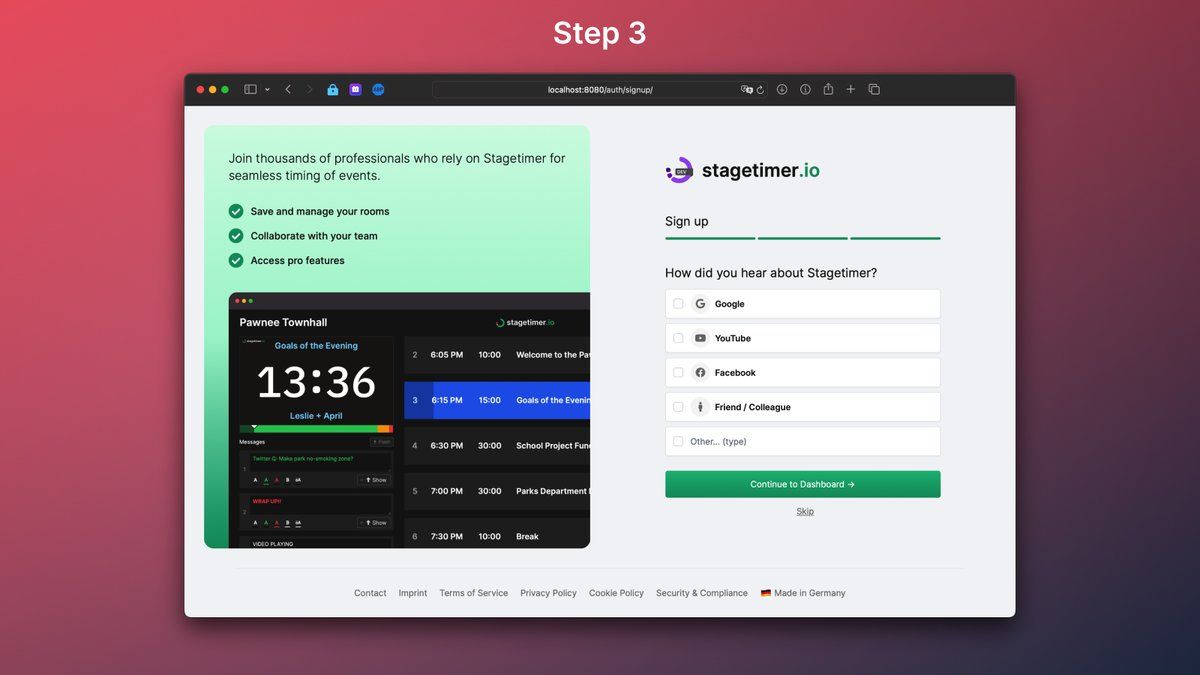 Step 3
localhost:8080/auth/signup/
Join thousands of professionals who rely on Stagetimer for
seamless timing of events.
Save and manage your rooms
Collaborate with your team
Access pro features
Pawnee Townhall
stagetimer.io
stagetimer.io
Goals of the Evening
13:36
Leslie + April
Messages
Flash
1
Twitter Q: Make park no-smoking zone?
A A A B aA
Show
2
WRAP UP!!
A A A B aA
Show
VIDEO PLAYING
2 6:05 PM 10:00 Welcome to the Pa
3 6:15 PM 15:00 Goals of the Evenin
4 6:30 PM 30:00 School Project Fun
5 7:00 PM 30:00 Parks Department
6 7:30 PM 10:00 Break
DEV
stagetimer.io
Sign up
How did you hear about Stagetimer?
Google
YouTube
Facebook
Friend / Colleague
Other... (type)
Continue to Dashboard →
Skip
Contact Imprint Terms of Service Privacy Policy Cookie Policy Security & Compliance Made in Germany